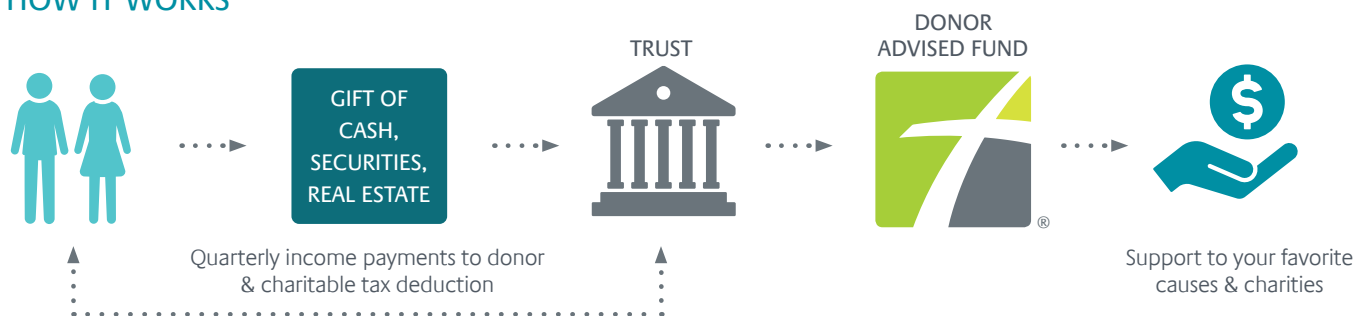 HOW IT WORKS
GIFT OF
CASH,
SECURITIES,
REAL ESTATE
TRUST
DONOR
ADVISED FUND
$
®
Quarterly income payments to donor
& charitable tax deduction
Support to your favorite
causes & charities